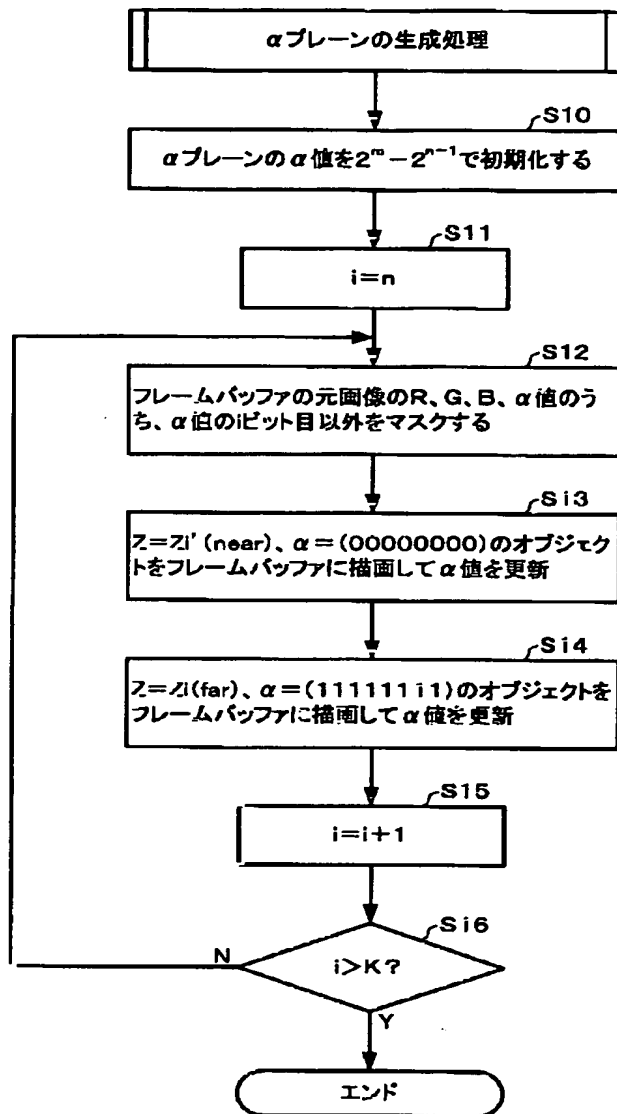 αプレーンの生成処理
S10
αプレーンのα値を2^m－2^{n-1}で初期化する
S11
i=n
S12
フレームバッファの元画像のR、G、B、α値のう
ち、α値のiビット目以外をマスクする
Si3
Z=Zi'(near)、α=(00000000)のオブジェク
トをフレームバッファに描画してα値を更新
Si4
Z=Zi(far)、α=(111111i1)のオブジェクトを
フレームバッファに描画してα値を更新
S15
i=i+1
Si6
i>K?
N
Y
エンド